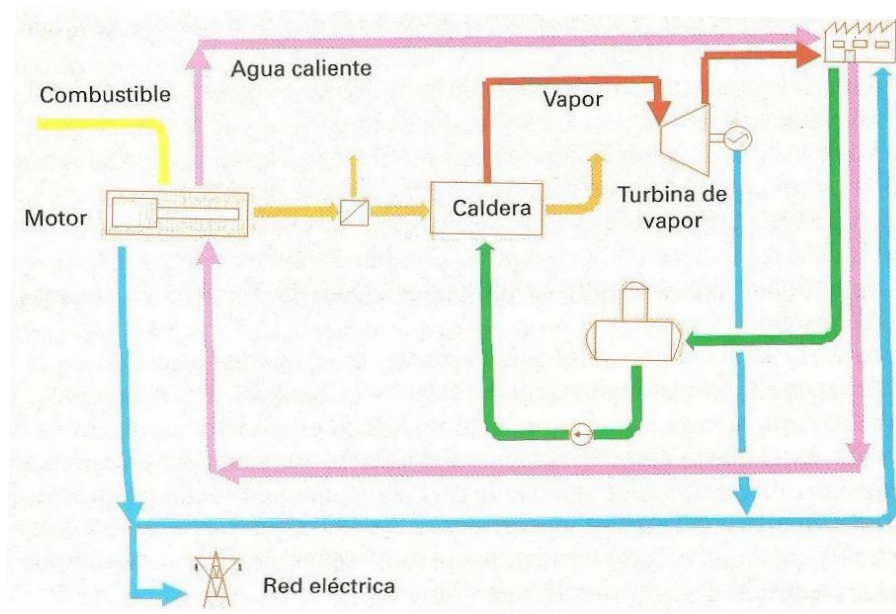 Agua caliente
Combustible
Vapor
Motor
Caldera
Turbina de
vapor
Red eléctrica